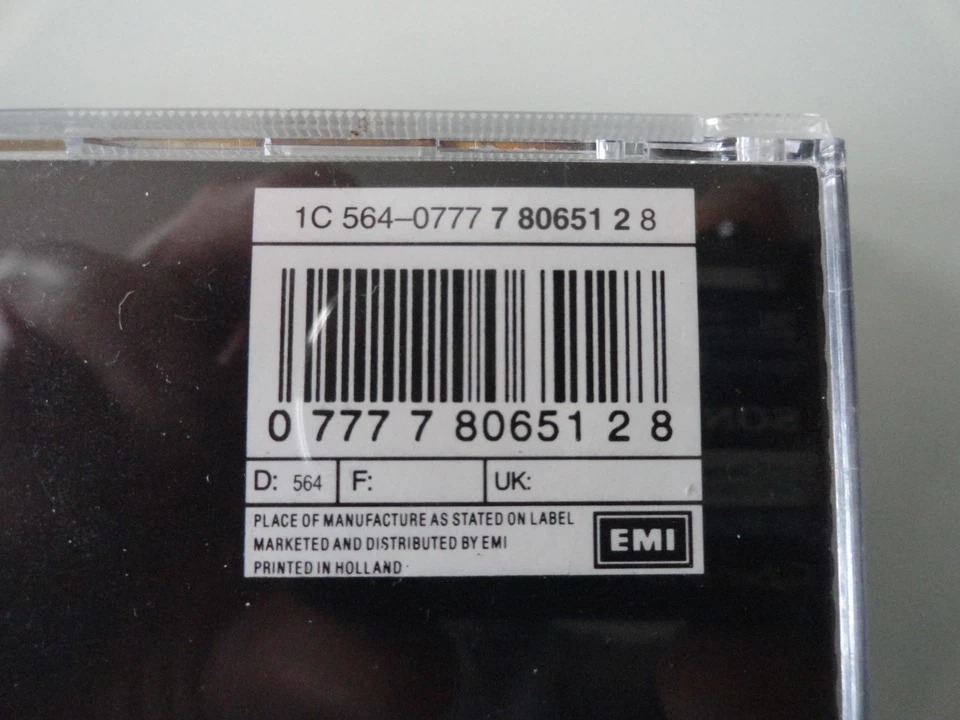 1C 564–0777 7 80651 2 8
0 777 7 80651 2 8
D: 564 F: UK:
PLACE OF MANUFACTURE AS STATED ON LABEL
MARKETED AND DISTRIBUTED BY EMI
PRINTED IN HOLLAND
EMI